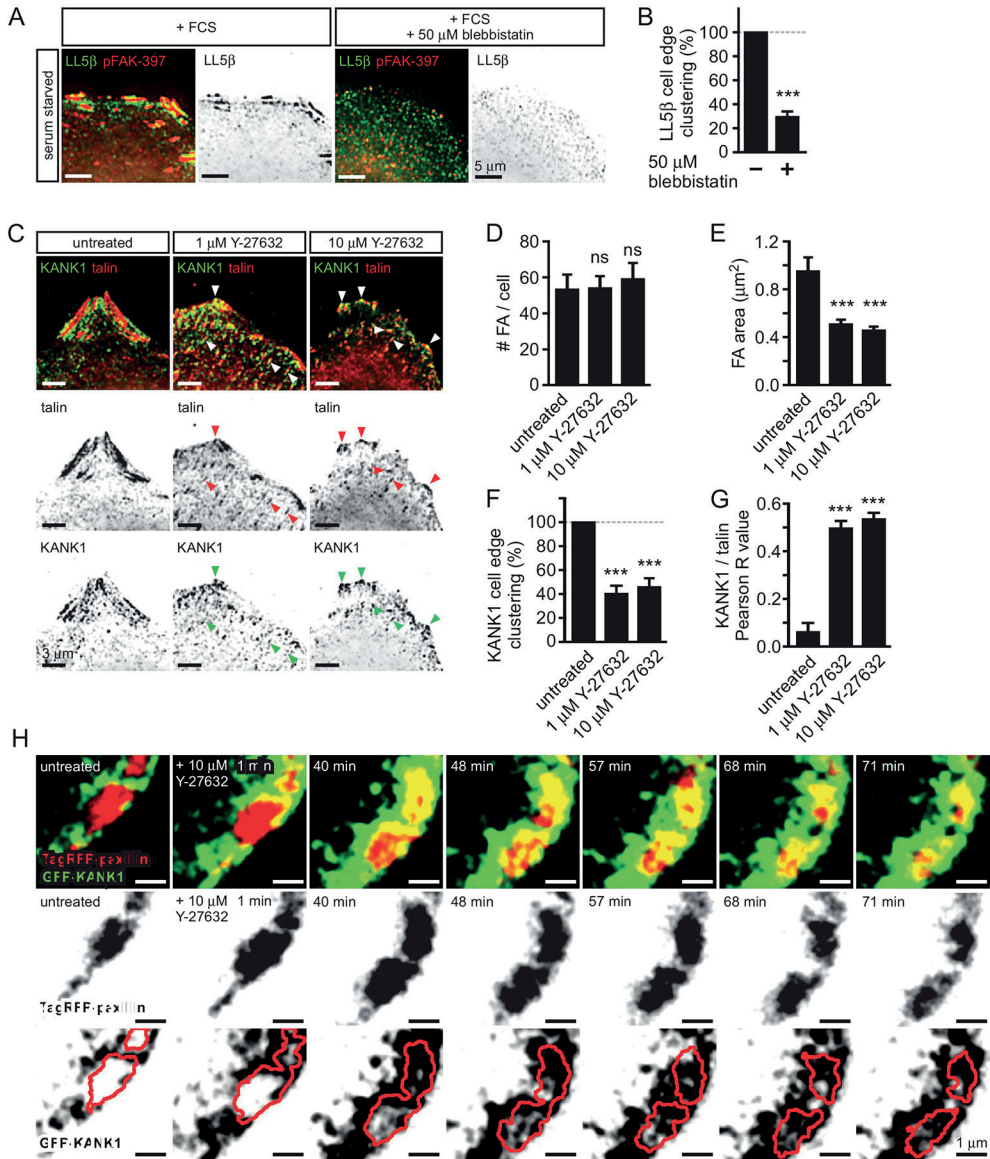 A
+ FCS
+ FCS
+ 50 µM blebbistatin
serum starved
LL5β pFAK-397
LL5β
LL5β pFAK-397
LL5β
5 µm
B
LL5β cell edge
clustering (%)
100
80
60
40
20
0
***
50 µM
blebbistatin
− +
C
untreated
1 µM Y-27632
10 µM Y-27632
KANK1 talin
KANK1 talin
KANK1 talin
talin
talin
talin
KANK1
KANK1
KANK1
3 µm
D
# FA / cell
80
60
40
20
0
ns
ns
untreated
1 µM Y-27632
10 µM Y-27632
E
FA area (µm²)
1.2
0.8
0.4
0.0
***
***
untreated
1 µM Y-27632
10 µM Y-27632
F
KANK1 cell edge
clustering (%)
100
80
60
40
20
0
***
***
untreated
1 µM Y-27632
10 µM Y-27632
G
KANK1 / talin
Pearson R value
0.6
0.4
0.2
0.0
***
***
untreated
1 µM Y-27632
10 µM Y-27632
H
untreated
+ 10 µM 1 min
Y-27632
40 min
48 min
57 min
68 min
71 min
TagRFP-paxillin
GFP-KANK1
untreated
+ 10 µM 1 min
Y-27632
40 min
48 min
57 min
68 min
71 min
TagRFP-paxillin
GFP-KANK1
1 µm